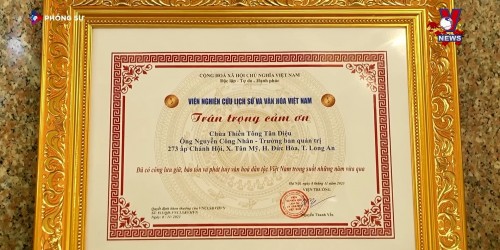 PHÓNG SỰ
NEWS
CỘNG HOÀ XÃ HỘI CHỦ NGHĨA VIỆT NAM
Độc lập - Tự do - Hạnh phúc
VIỆN NGHIÊN CỨU LỊCH SỬ VÀ VĂN HÓA VIỆT NAM
Trân trọng cảm ơn
Chùa Thiền Tông Tân Diệu
Ông Nguyễn Công Nhân - Trưởng ban quản trị
273 ấp Chánh Hội, X. Tân Mỹ, H. Đức Hòa, T. Long An
Đã có công lưu giữ, bảo tồn và phát huy văn hoá dân tộc Việt Nam trong suốt những năm vừa qua